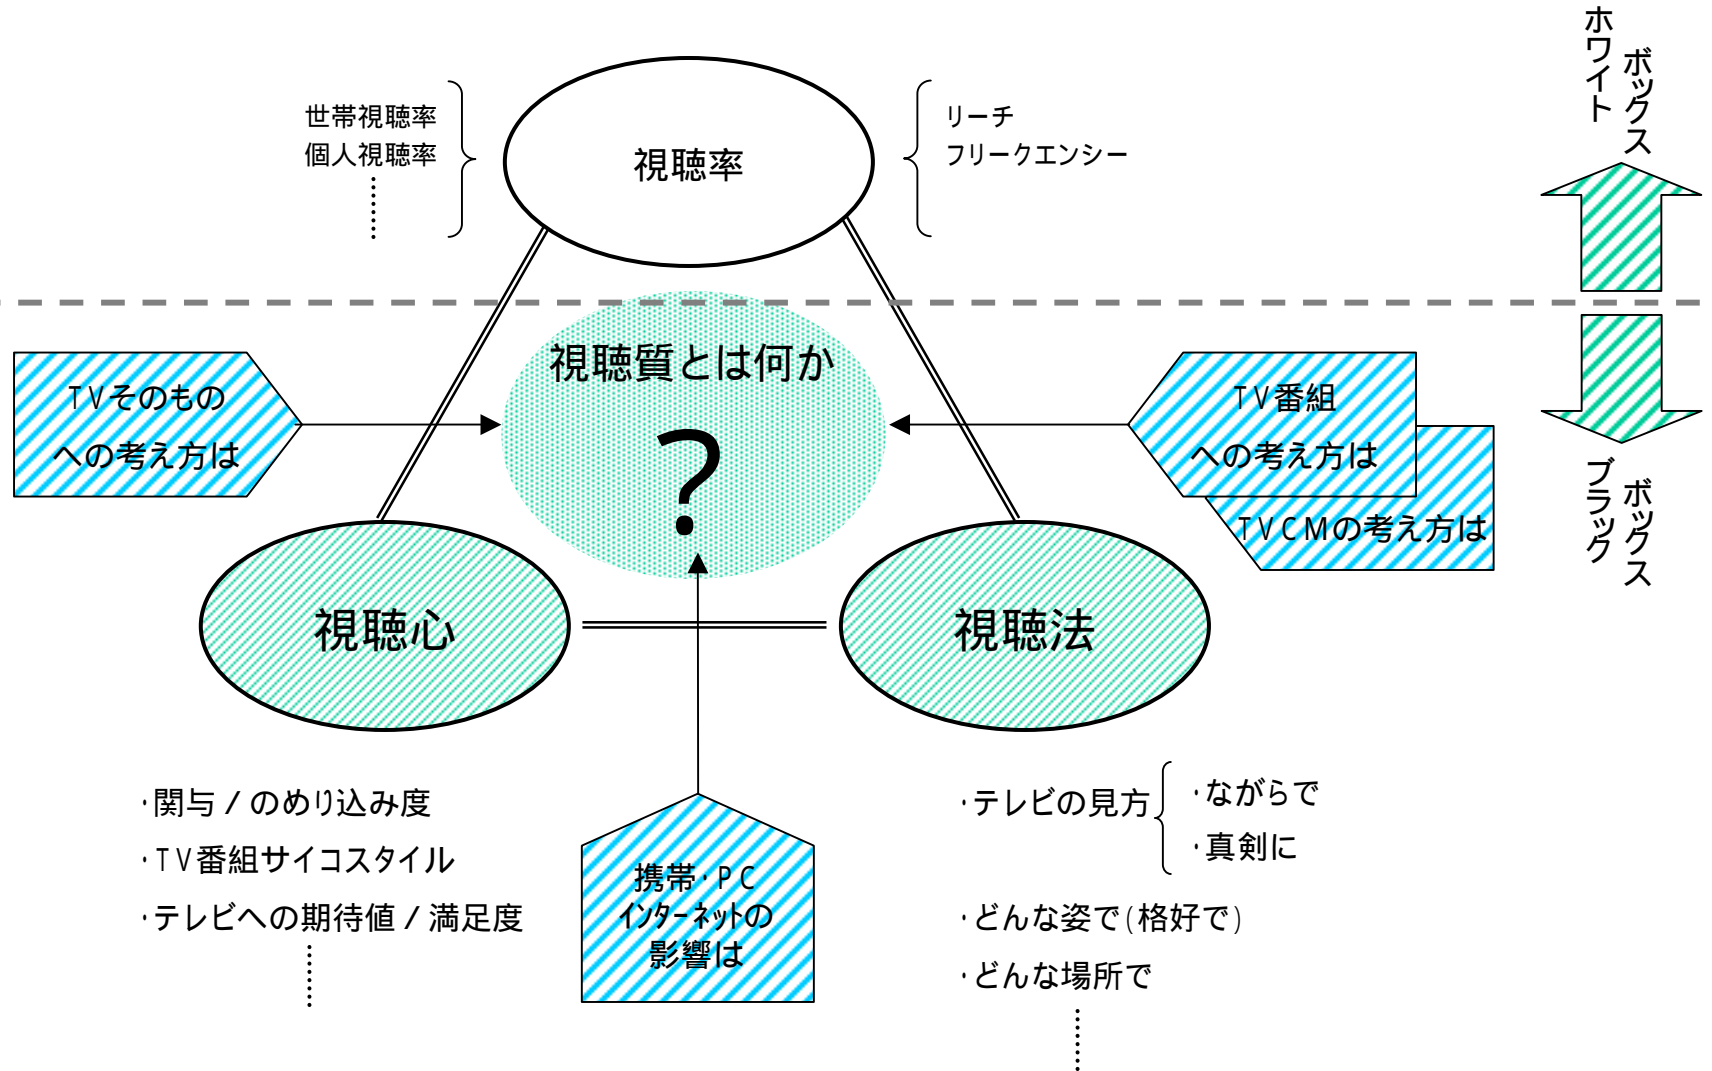 ホワイト
ボックス
世帯視聴率
個人視聴率
視聴率
リーチ
フリークエンシー
視聴質とは何か
?
TVそのもの
への考え方は
TV番組
への考え方は
TVCMの考え方は
ブラック
ボックス
視聴心
視聴法
・関与/のめり込み度
・TV番組サイコスタイル
・テレビへの期待値/満足度
携帯・PC
インターネットの
影響は
・テレビの見方
・ながらで
・真剣に
・どんな姿で(格好で)
・どんな場所で